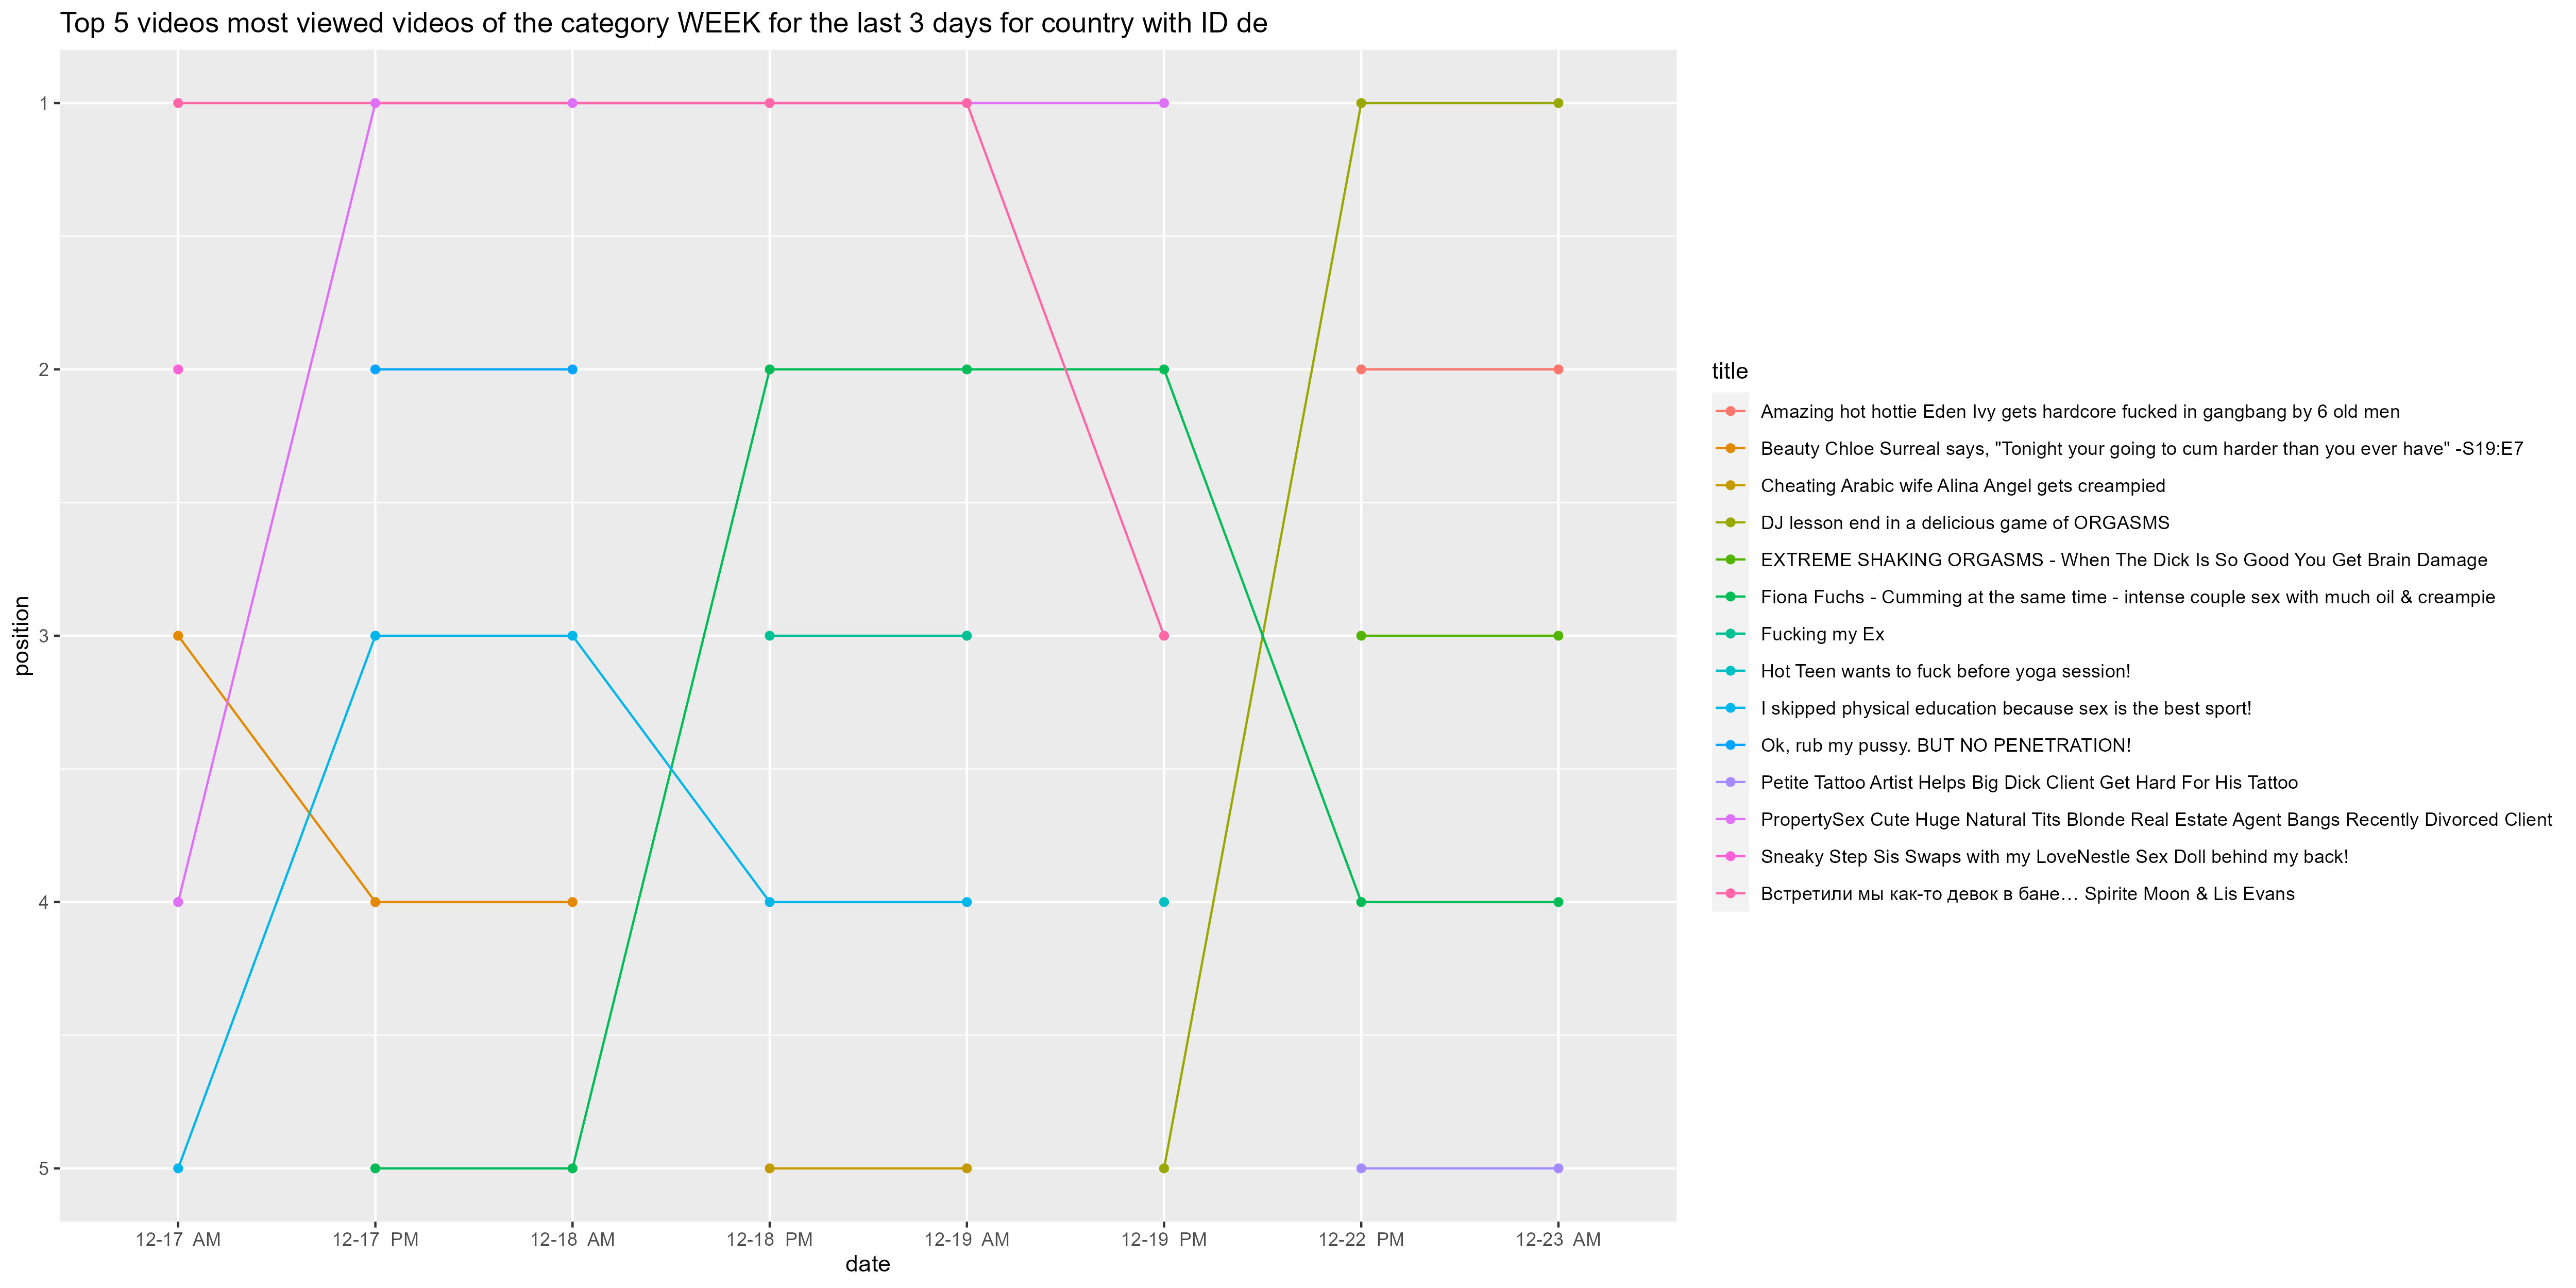 Top 5 videos most viewed videos of the category WEEK for the last 3 days for country with ID de
position
1
2
3
4
5
12-17 AM
12-17 PM
12-18 AM
12-18 PM
12-19 AM
12-19 PM
12-22 PM
12-23 AM
date
title
Amazing hot hottie Eden Ivy gets hardcore fucked in gangbang by 6 old men
Beauty Chloe Surreal says, "Tonight your going to cum harder than you ever have" -S19:E7
Cheating Arabic wife Alina Angel gets creampied
DJ lesson end in a delicious game of ORGASMS
EXTREME SHAKING ORGASMS - When The Dick Is So Good You Get Brain Damage
Fiona Fuchs - Cumming at the same time - intense couple sex with much oil & creampie
Fucking my Ex
Hot Teen wants to fuck before yoga session!
I skipped physical education because sex is the best sport!
Ok, rub my pussy. BUT NO PENETRATION!
Petite Tattoo Artist Helps Big Dick Client Get Hard For His Tattoo
PropertySex Cute Huge Natural Tits Blonde Real Estate Agent Bangs Recently Divorced Client
Sneaky Step Sis Swaps with my LoveNestle Sex Doll behind my back!
Встретили мы как-то девок в бане… Spirite Moon & Lis Evans